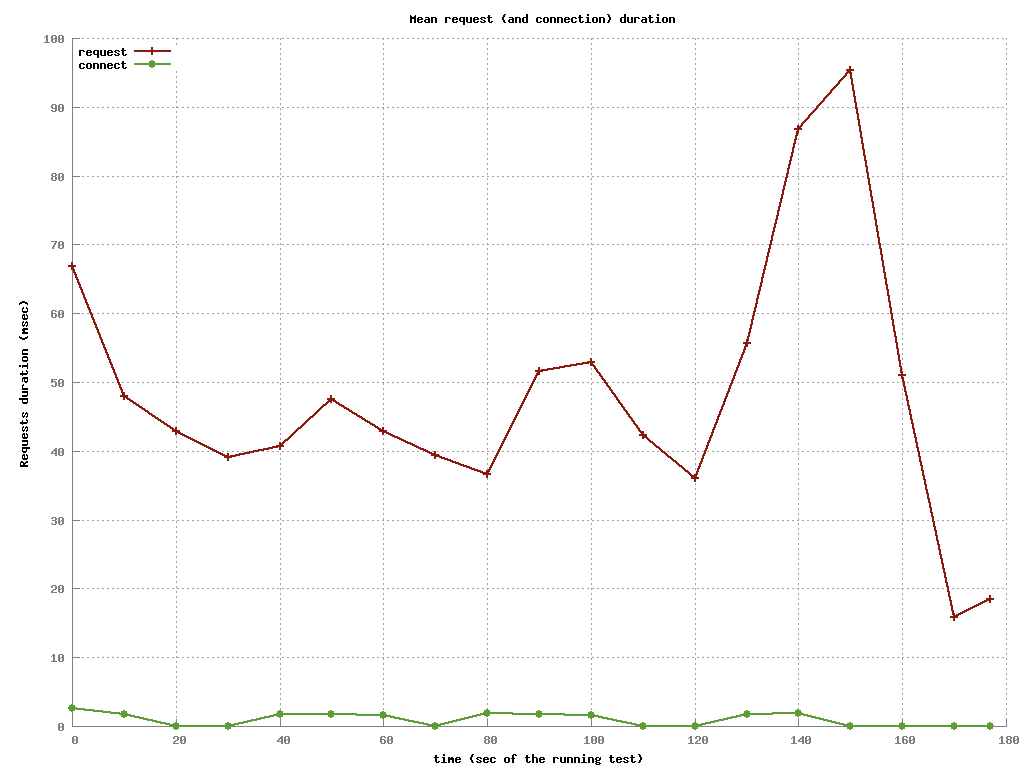 Mean request (and connection) duration
request
connect
100
90
80
70
60
50
40
30
20
10
0
Requests duration (msec)
0 20 40 60 80 100 120 140 160 180
time (sec of the running test)